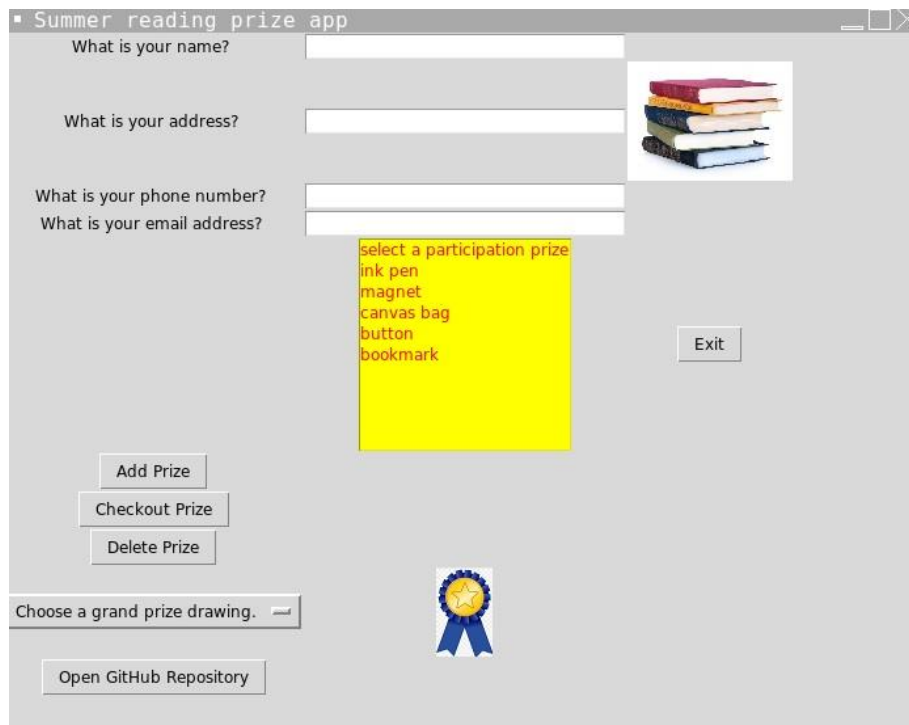 Summer reading prize app
What is your name?
What is your address?
What is your phone number?
What is your email address?
select a participation prize
ink pen
magnet
canvas bag
button
bookmark
Exit
Add Prize
Checkout Prize
Delete Prize
Choose a grand prize drawing.
Open GitHub Repository